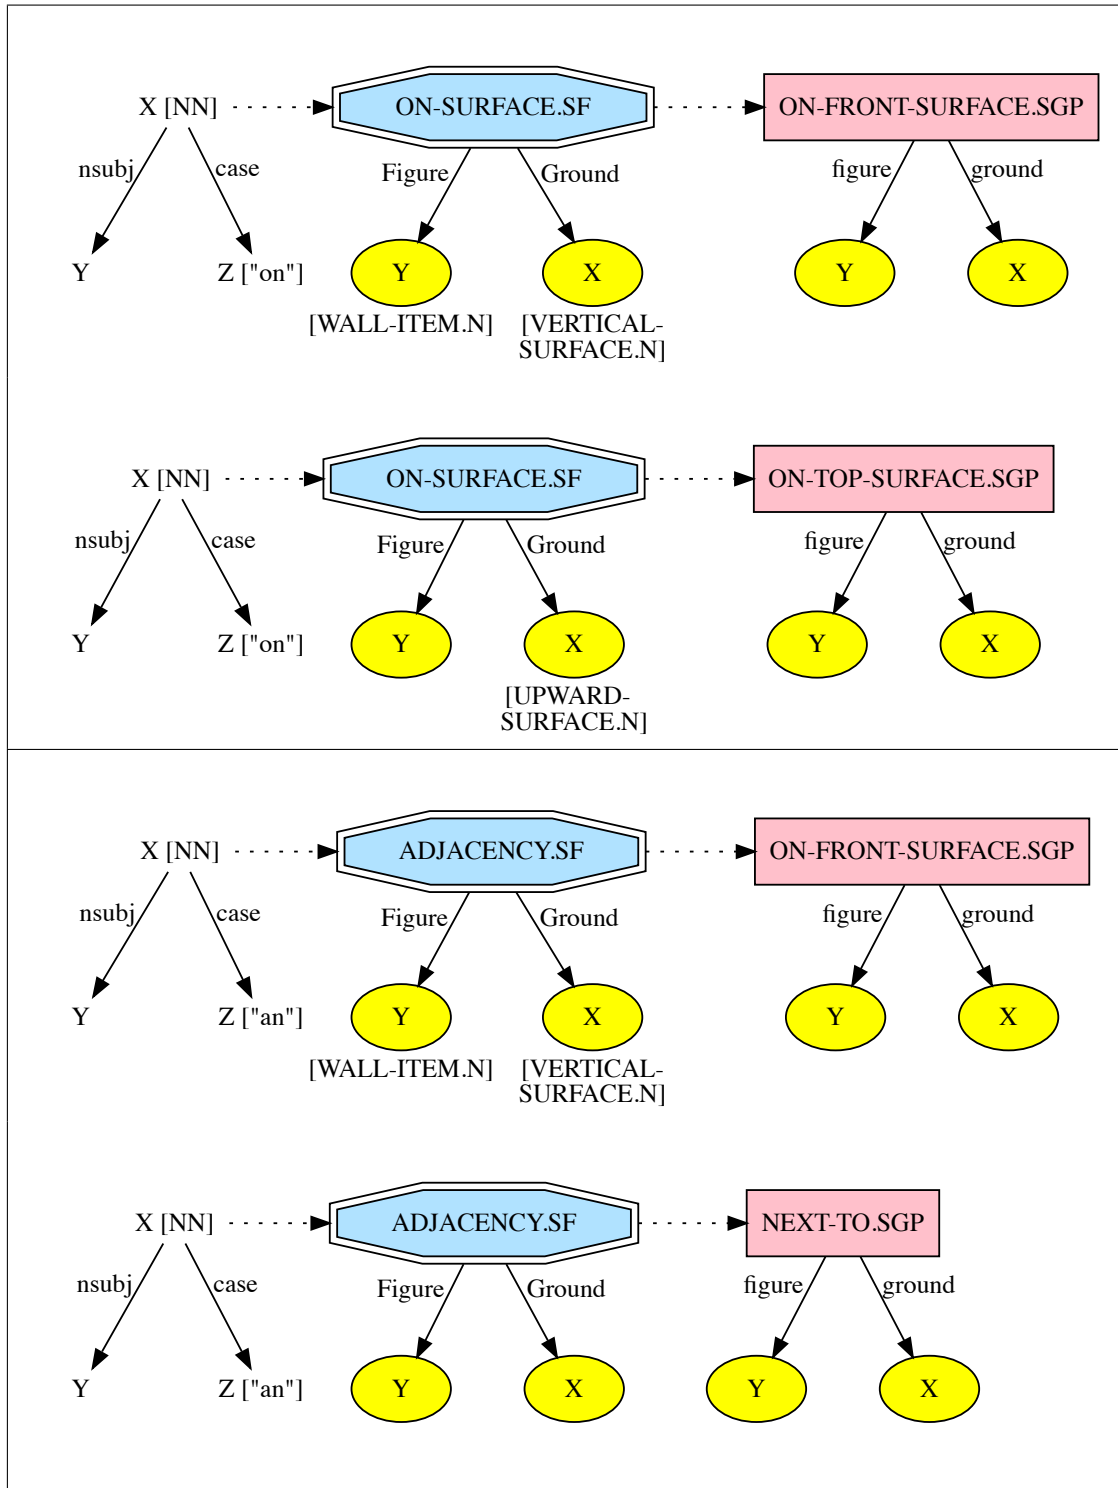 X [NN]
ON-SURFACE.SF
ON-FRONT-SURFACE.SGP
nsubj
case
Figure
Ground
figure
ground
Y
Z ["on"]
Y
X
Y
X
[WALL-ITEM.N]
[VERTICAL-
SURFACE.N]
X [NN]
ON-SURFACE.SF
ON-TOP-SURFACE.SGP
nsubj
case
Figure
Ground
figure
ground
Y
Z ["on"]
Y
X
Y
X
[UPWARD-
SURFACE.N]
X [NN]
ADJACENCY.SF
ON-FRONT-SURFACE.SGP
nsubj
case
Figure
Ground
figure
ground
Y
Z ["an"]
Y
X
Y
X
[WALL-ITEM.N]
[VERTICAL-
SURFACE.N]
X [NN]
ADJACENCY.SF
NEXT-TO.SGP
nsubj
case
Figure
Ground
figure
ground
Y
Z ["an"]
Y
X
Y
X